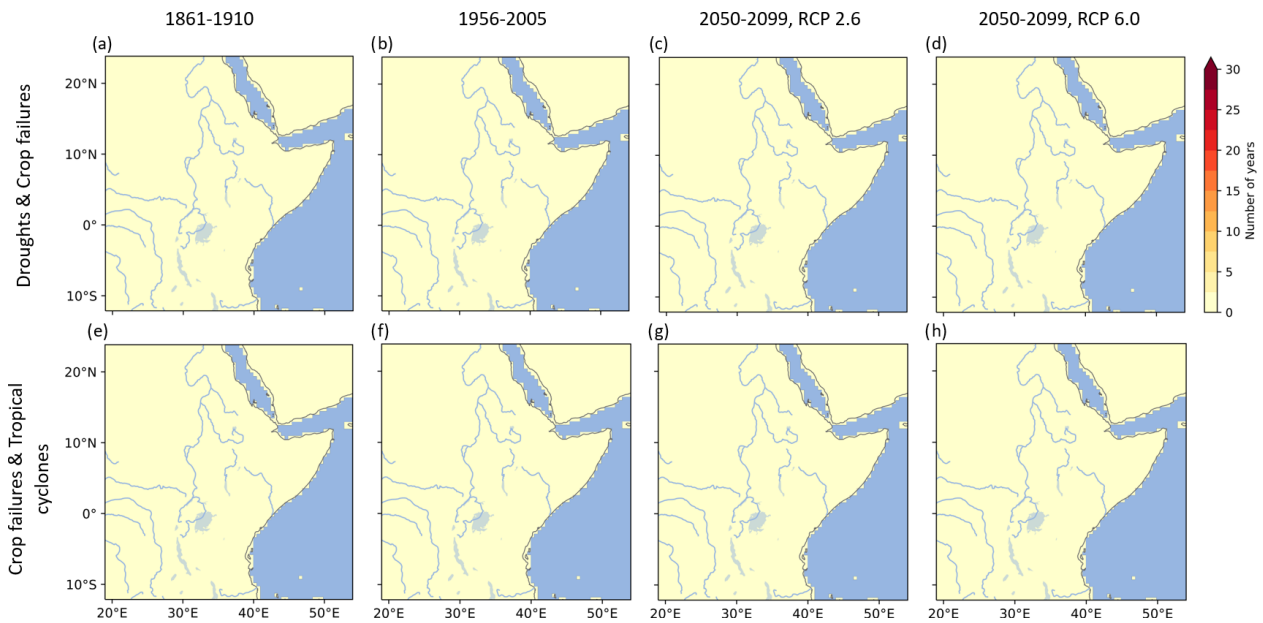 1861-1910
1956-2005
2050-2099, RCP 2.6
2050-2099, RCP 6.0
(a)
(b)
(c)
(d)
Droughts & Crop failures
20°N
10°N
0°
10°S
30
25
20
15
10
5
0
Number of years
(e)
(f)
(g)
(h)
Crop failures & Tropical
cyclones
20°N
10°N
0°
10°S
20°E
30°E
40°E
50°E
20°E
30°E
40°E
50°E
20°E
30°E
40°E
50°E
20°E
30°E
40°E
50°E